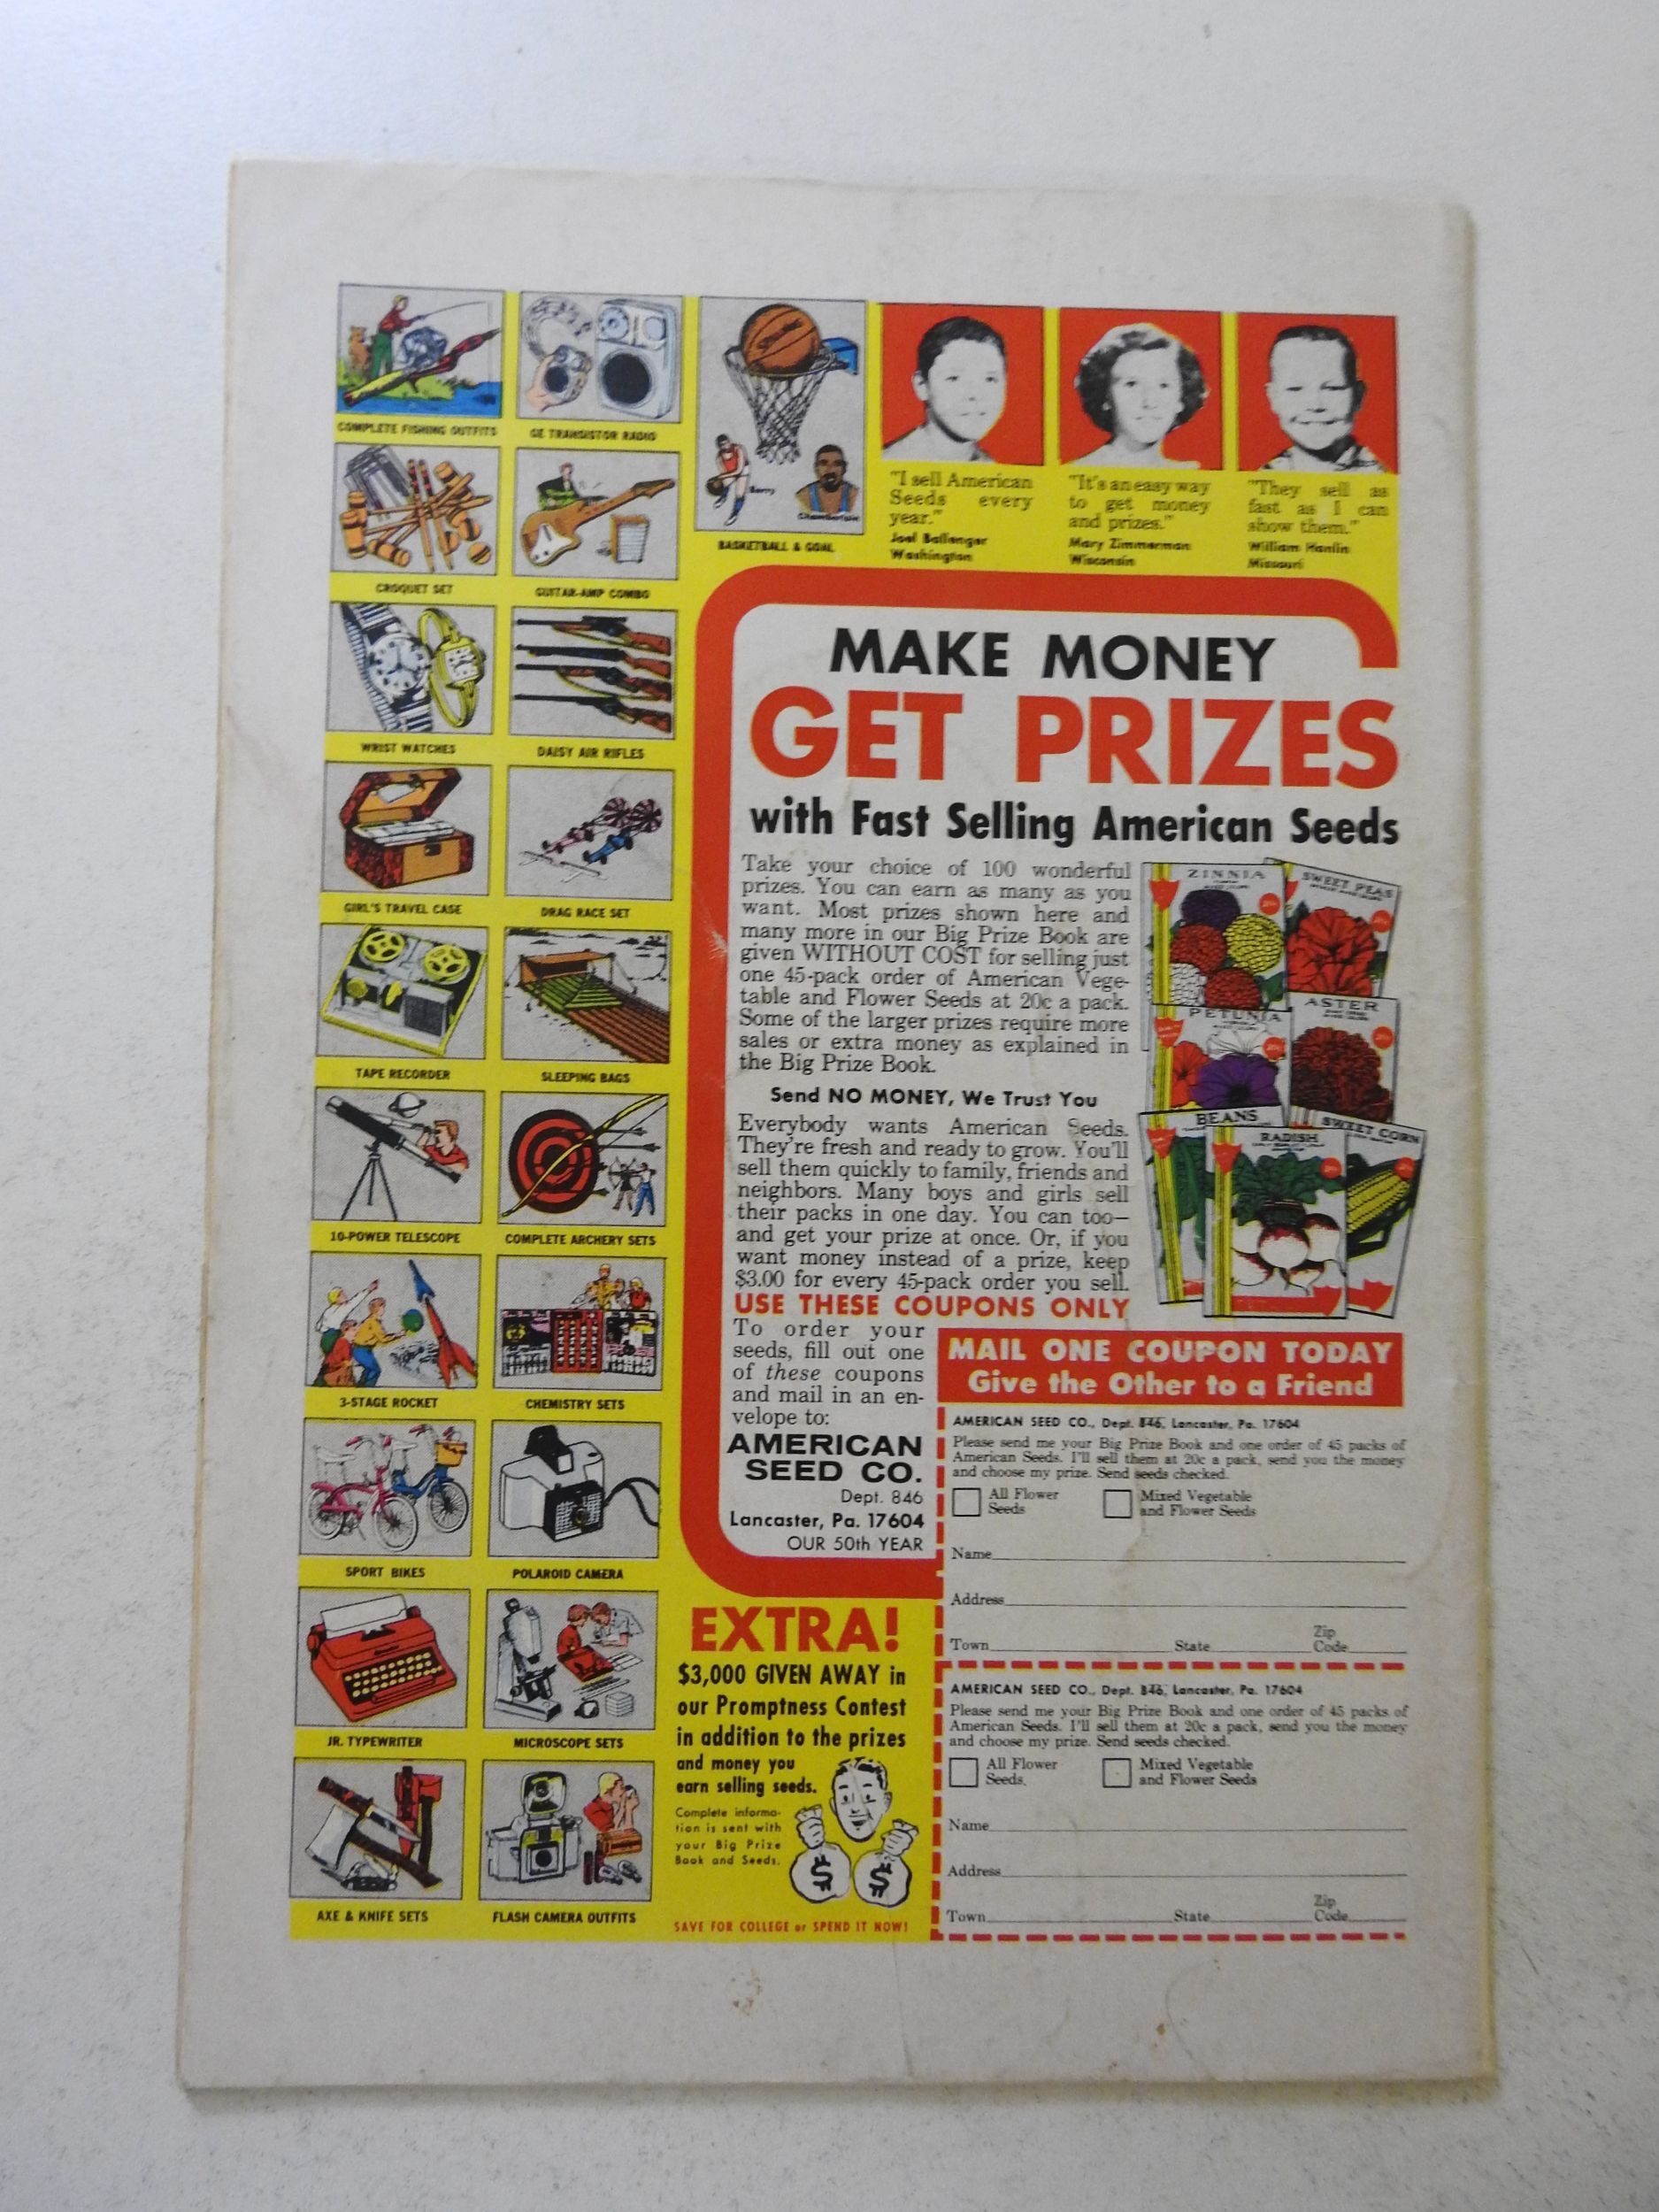 COMPLETE FISHING OUTFITS
GE TRANSISTOR RADIO
CROQUET SET
GUITAR-AMP COMBO
WRIST WATCHES
DAISY AIR RIFLES
GIRL'S TRAVEL CASE
DRAG RACE SET
TAPE RECORDER
SLEEPING BAGS
10-POWER TELESCOPE
COMPLETE ARCHERY SETS
3-STAGE ROCKET
CHEMISTRY SETS
SPORT BIKES
POLAROID CAMERA
JR. TYPEWRITER
MICROSCOPE SETS
AXE & KNIFE SETS
FLASH CAMERA OUTFITS
Barry
Chamberlain
BASKETBALL & GOAL
"I sell American
Seeds every
year."
Joel Ballenger
Washington
"It's an easy way
to get money
and prizes."
Mary Zimmerman
Wisconsin
"They sell as
fast as I can
show them."
William Hanlin
Missouri
MAKE MONEY
GET PRIZES
with Fast Selling American Seeds
Take your choice of 100 wonderful
prizes. You can earn as many as you
want. Most prizes shown here and
many more in our Big Prize Book are
given WITHOUT COST for selling just
one 45-pack order of American Vege-
table and Flower Seeds at 20c a pack.
Some of the larger prizes require more
sales or extra money as explained in
the Big Prize Book.
Send NO MONEY, We Trust You
Everybody wants American Seeds.
They're fresh and ready to grow. You'll
sell them quickly to family, friends and
neighbors. Many boys and girls sell
their packs in one day. You can too—
and get your prize at once. Or, if you
want money instead of a prize, keep
$3.00 for every 45-pack order you sell.
USE THESE COUPONS ONLY
To order your
seeds, fill out one
of these coupons
and mail in an en-
velope to:
AMERICAN
SEED CO.
Dept. 846
Lancaster, Pa. 17604
OUR 50th YEAR
ZINNIA
SWEET PEAS
PETUNIA
ASTER
BEANS
RADISH
SWEET CORN
MAIL ONE COUPON TODAY
Give the Other to a Friend
AMERICAN SEED CO., Dept. 846, Lancaster, Pa. 17604
Please send me your Big Prize Book and one order of 45 packs of
American Seeds. I'll sell them at 20c a pack, send you the money
and choose my prize. Send seeds checked.
All Flower
Seeds
Mixed Vegetable
and Flower Seeds
Name
Address
Town State Zip Code
AMERICAN SEED CO., Dept. 846, Lancaster, Pa. 17604
Please send me your Big Prize Book and one order of 45 packs of
American Seeds. I'll sell them at 20c a pack, send you the money
and choose my prize. Send seeds checked.
All Flower
Seeds.
Mixed Vegetable
and Flower Seeds
Name
Address
Town State Zip Code
EXTRA!
$3,000 GIVEN AWAY in
our Promptness Contest
in addition to the prizes
and money you
earn selling seeds.
Complete informa-
tion is sent with
your Big Prize
Book and Seeds.
$ $
SAVE FOR COLLEGE or SPEND IT NOW!